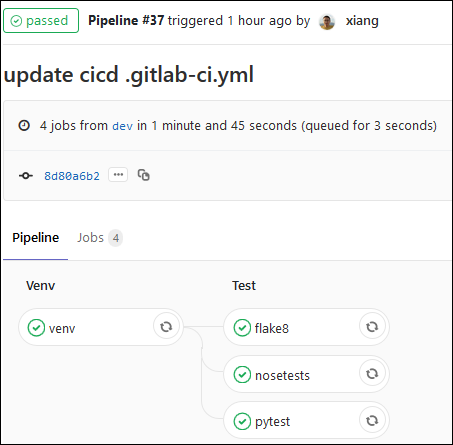 passed Pipeline #37 triggered 1 hour ago by xiang
update cicd .gitlab-ci.yml
4 jobs from dev in 1 minute and 45 seconds (queued for 3 seconds)
8d80a6b2 ...
Pipeline Jobs 4
Venv Test
venv flake8
nosetests
pytest